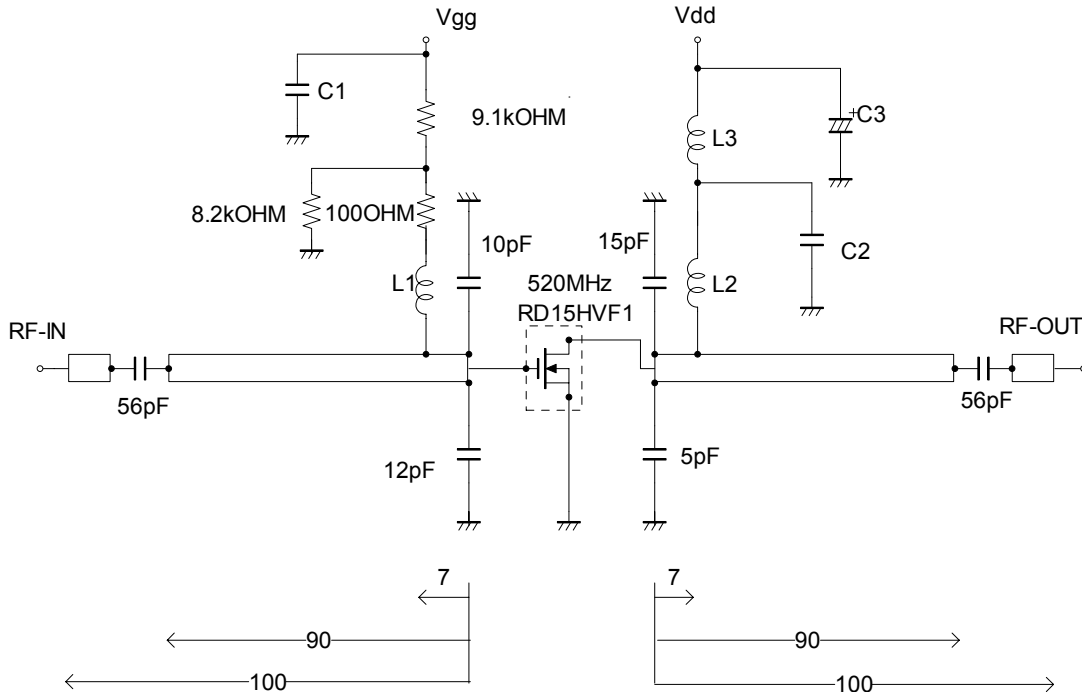 Vgg
Vdd
C1
9.1kOHM
L3
+C3
8.2kOHM
100OHM
10pF
15pF
C2
L1
520MHz
L2
RD15HVF1
RF-IN
RF-OUT
56pF
56pF
12pF
5pF
7
7
90
90
100
100